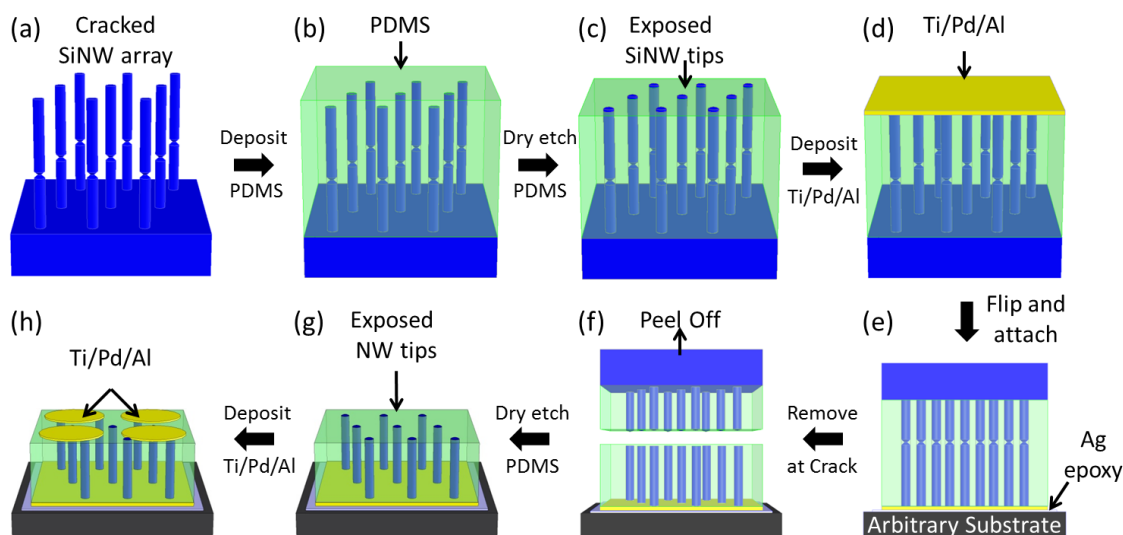 (a)
Cracked
SiNW array
Deposit
PDMS
(b)
PDMS
Dry etch
PDMS
(c)
Exposed
SiNW tips
Deposit
Ti/Pd/Al
(d)
Ti/Pd/Al
Flip and
attach
(e)
Ag
epoxy
Arbitrary Substrate
Remove
at Crack
(f)
Peel Off
Dry etch
PDMS
(g)
Exposed
NW tips
Deposit
Ti/Pd/Al
(h)
Ti/Pd/Al